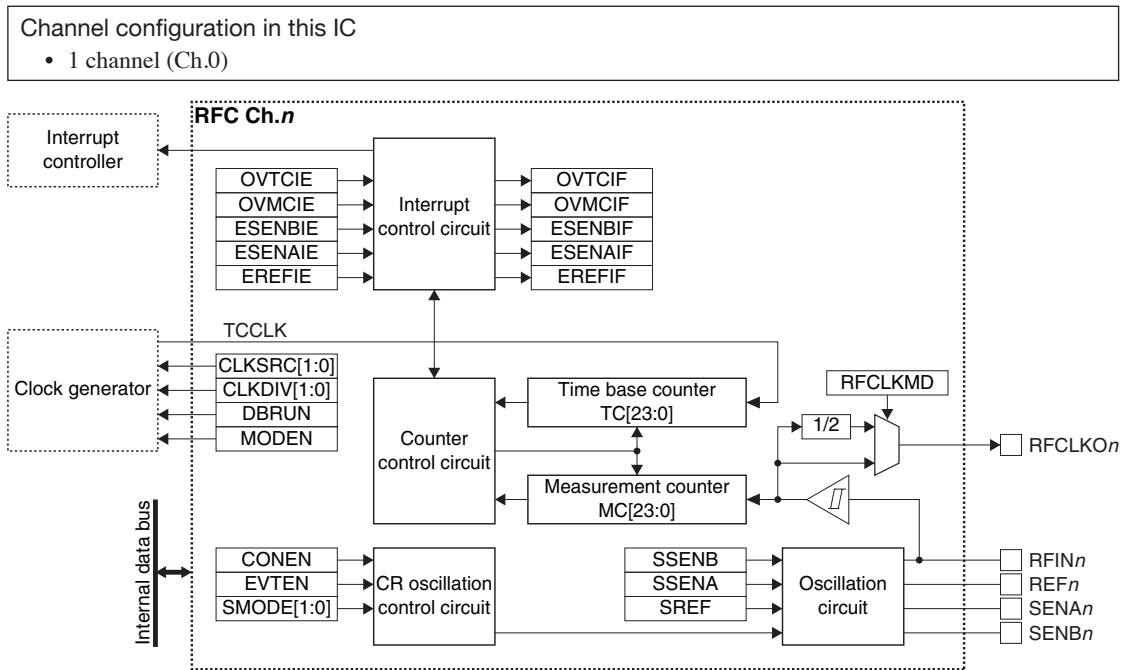 Channel configuration in this IC
• 1 channel (Ch.0)
RFC Ch.n
Interrupt
controller
OVTCIE
OVMCIE
ESENBIE
ESENAIE
EREFIE
Interrupt
control circuit
OVTCIF
OVMCIF
ESENBIF
ESENAIF
EREFIF
TCCLK
Clock generator
CLKSRC[1:0]
CLKDIV[1:0]
DBRUN
MODEN
Counter
control circuit
Time base counter
TC[23:0]
Measurement counter
MC[23:0]
RFCLKMD
1/2
RFCLKOn
Internal data bus
CONEN
EVTEN
SMODE[1:0]
CR oscillation
control circuit
SSENB
SSENA
SREF
Oscillation
circuit
RFINn
REFn
SENAn
SENBn